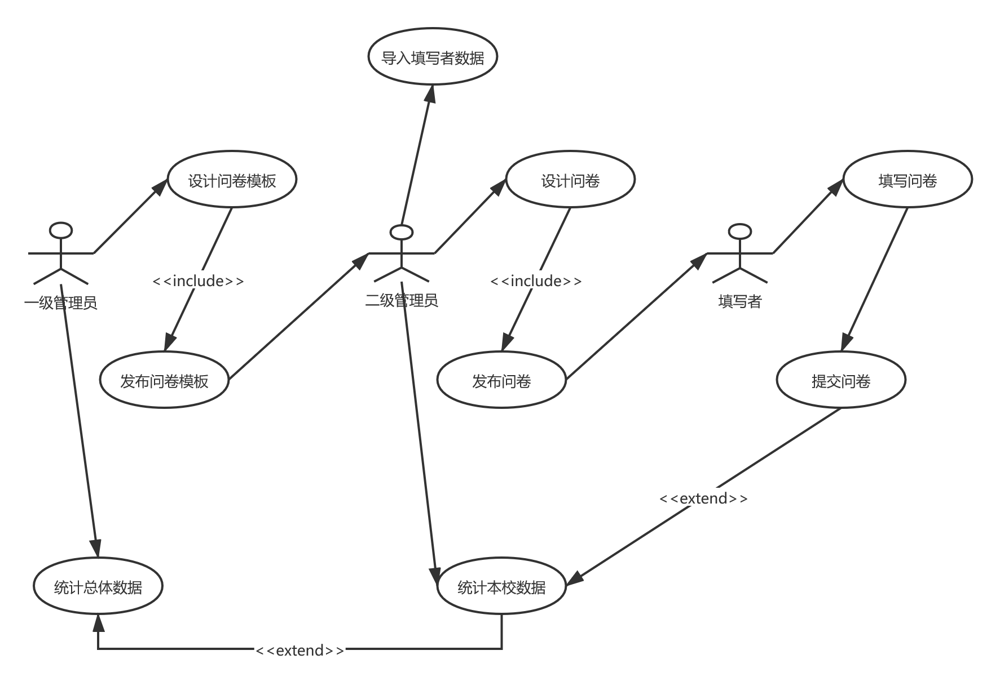 导入填写者数据
设计问卷模板
设计问卷
填写问卷
<<include>>
<<include>>
一级管理员
二级管理员
填写者
发布问卷模板
发布问卷
提交问卷
<<extend>>
统计总体数据
统计本校数据
<<extend>>